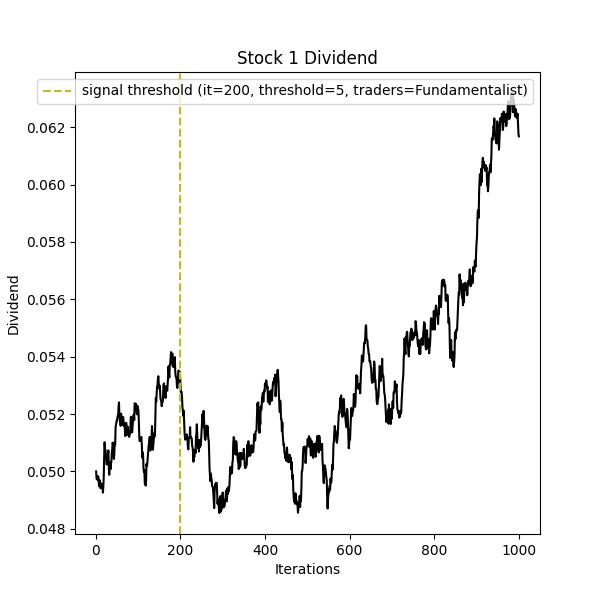 Stock 1 Dividend
signal threshold (it=200, threshold=5, traders=Fundamentalist)
0.062
0.060
0.058
0.056
0.054
0.052
0.050
0.048
Dividend
0 200 400 600 800 1000
Iterations